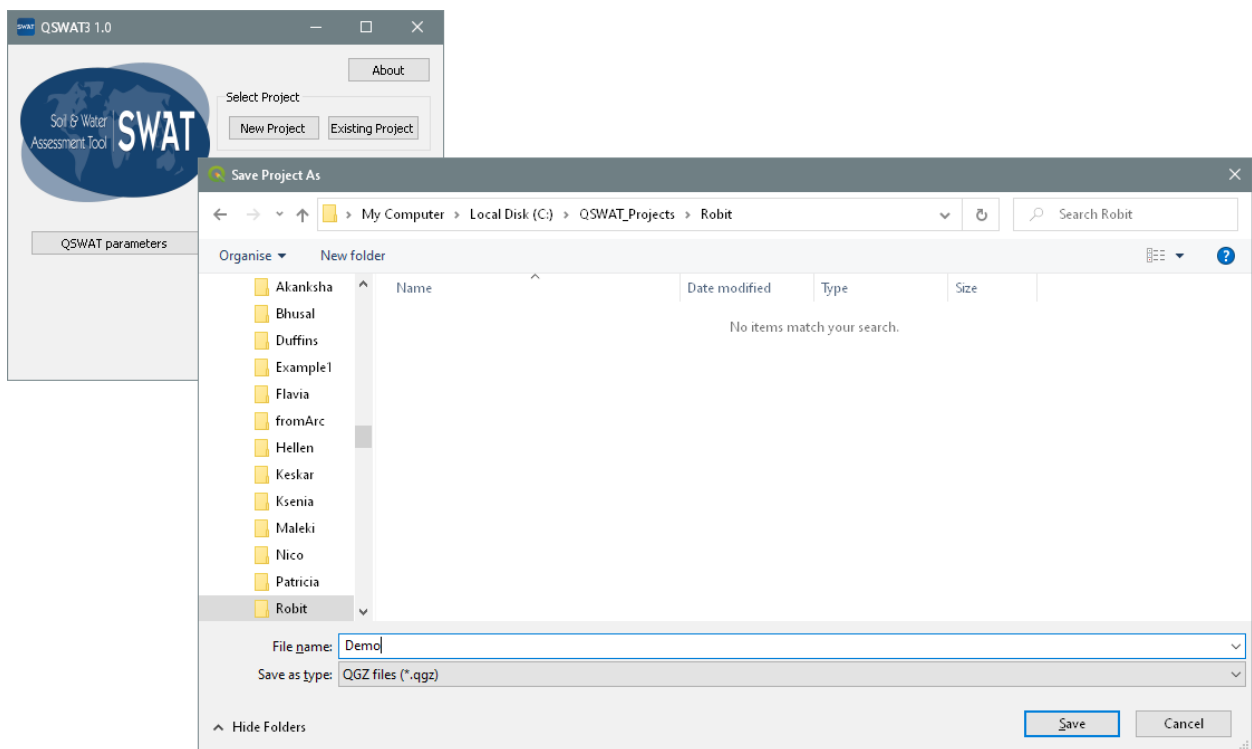 SWAT QSWAT3 1.0
About
Select Project
New Project Existing Project
Soil & Water
Assessment Tool SWAT
QSWAT parameters
Save Project As
My Computer > Local Disk (C:) > QSWAT_Projects > Robit
Search Robit
Organise New folder
Name Date modified Type Size
No items match your search.
Akanksha
Bhusal
Duffins
Example1
Flavia
fromArc
Hellen
Keskar
Ksenia
Maleki
Nico
Patricia
Robit
File name: Demo
Save as type: QGZ files (*.qgz)
Hide Folders
Save Cancel